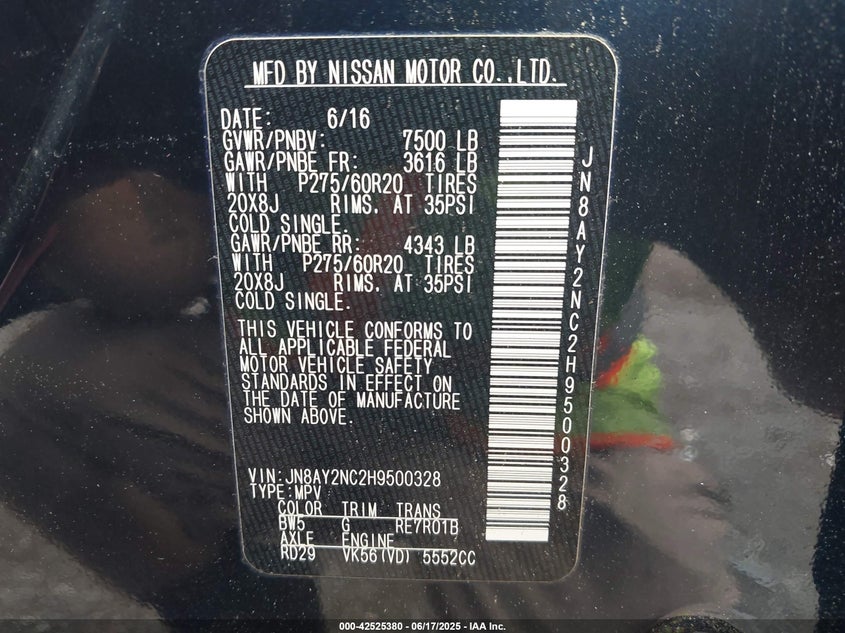 MFD BY NISSAN MOTOR CO.,LTD.
DATE: 6/16
GVWR/PNBV: 7500 LB
GAWR/PNBE FR: 3616 LB
WITH P275/60R20 TIRES
20X8J RIMS. AT 35PSI
COLD SINGLE.
GAWR/PNBE RR: 4343 LB
WITH P275/60R20 TIRES
20X8J RIMS. AT 35PSI
COLD SINGLE.
THIS VEHICLE CONFORMS TO
ALL APPLICABLE FEDERAL
MOTOR VEHICLE SAFETY
STANDARDS IN EFFECT ON
THE DATE OF MANUFACTURE
SHOWN ABOVE.
VIN:JN8AY2NC2H9500328
TYPE:MPV
COLOR TRIM TRANS
BW5 G RE7R01B
AXLE ENGINE
RD29 VK56(VD) 5552CC
JN8AY2NC2H9500328
000-42525380 - 06/17/2025 - IAA Inc.